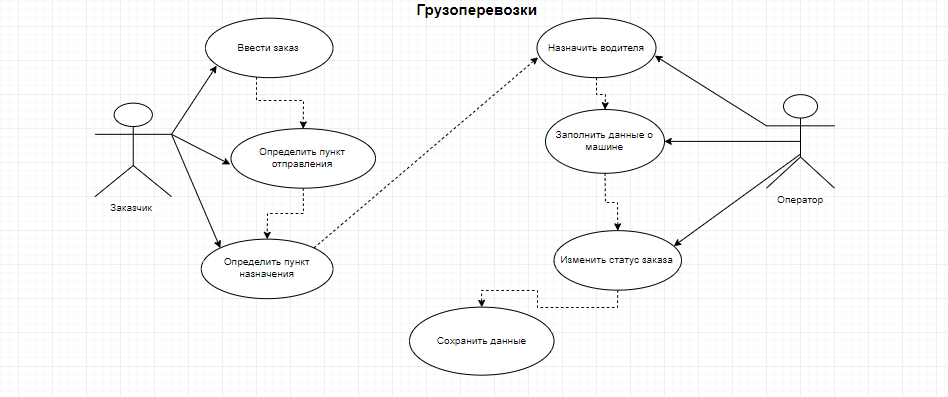 Грузоперевозки
Ввести заказ
Назначить водителя
Определить пункт
отправления
Заполнить данные о
машине
Заказчик
Оператор
Определить пункт
назначения
Изменить статус заказа
Сохранить данные